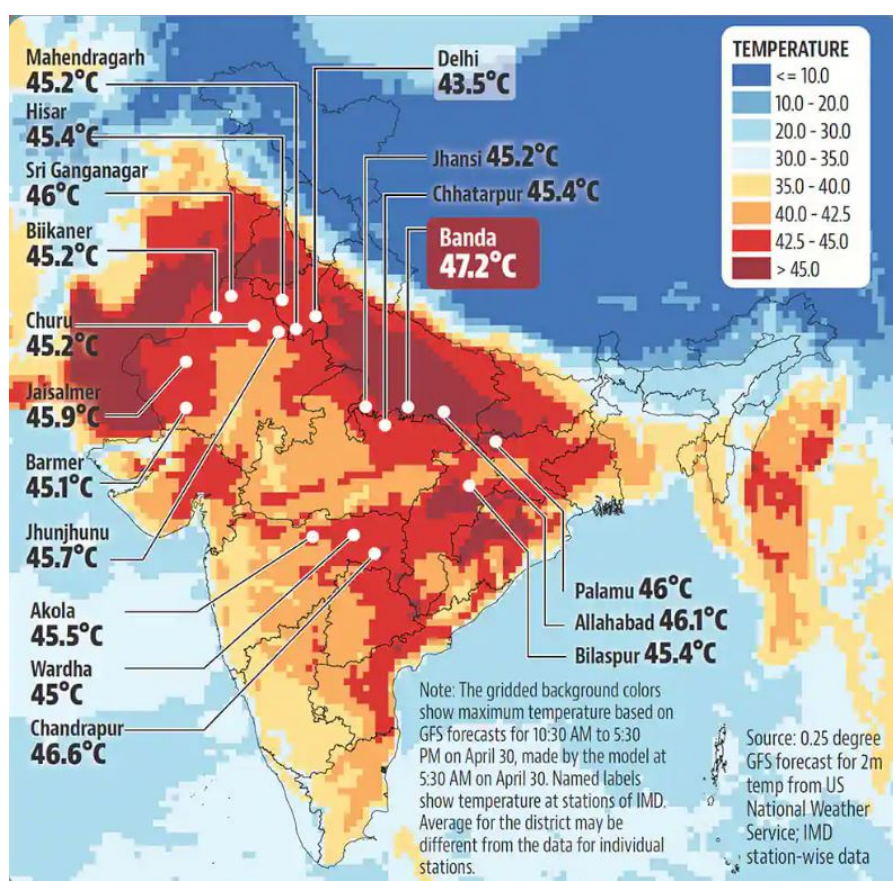 Mahendragarh
45.2°C
Hisar
45.4°C
Sri Ganganagar
46°C
Biikaner
45.2°C
Churu
45.2°C
Jaisalmer
45.9°C
Barmer
45.1°C
Jhunjhunu
45.7°C
Akola
45.5°C
Wardha
45°C
Chandrapur
46.6°C
Delhi
43.5°C
Jhansi 45.2°C
Chhatarpur 45.4°C
Banda
47.2°C
TEMPERATURE
<= 10.0
10.0 - 20.0
20.0 - 30.0
30.0 - 35.0
35.0 - 40.0
40.0 - 42.5
42.5 - 45.0
> 45.0
Palamu 46°C
Allahabad 46.1°C
Bilaspur 45.4°C
Note: The gridded background colors
show maximum temperature based on
GFS forecasts for 10:30 AM to 5:30
PM on April 30, made by the model at
5:30 AM on April 30. Named labels
show temperature at stations of IMD.
Average for the district may be
different from the data for individual
stations.
Source: 0.25 degree
GFS forecast for 2m
temp from US
National Weather
Service; IMD
station-wise data